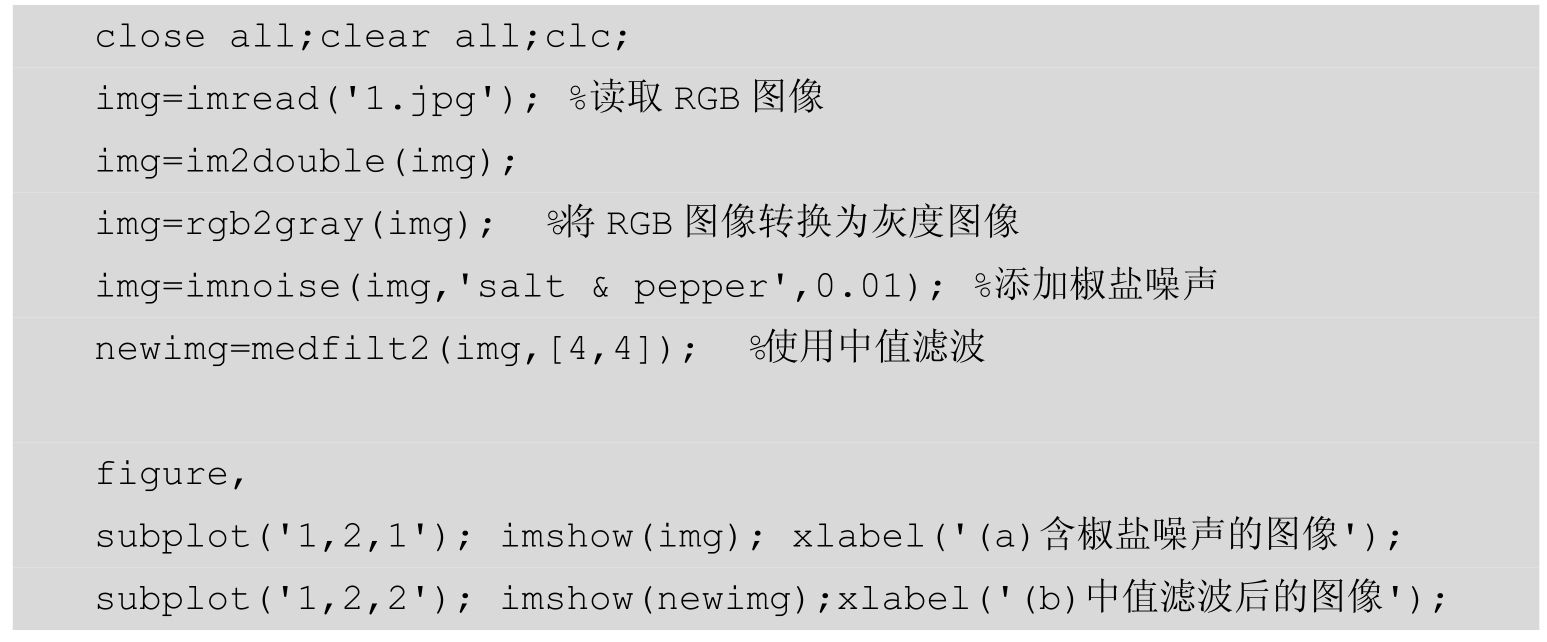 close all;clear all;clc;
img=imread('1.jpg'); %读取 RGB 图像
img=im2double(img);
img=rgb2gray(img);  %将 RGB 图像转换为灰度图像
img=imnoise(img,'salt & pepper',0.01); %添加椒盐噪声
newimg=medfilt2(img,[4,4]);  %使用中值滤波
figure,
subplot('1,2,1'); imshow(img); xlabel('(a)含椒盐噪声的图像');
subplot('1,2,2'); imshow(newimg);xlabel('(b)中值滤波后的图像');